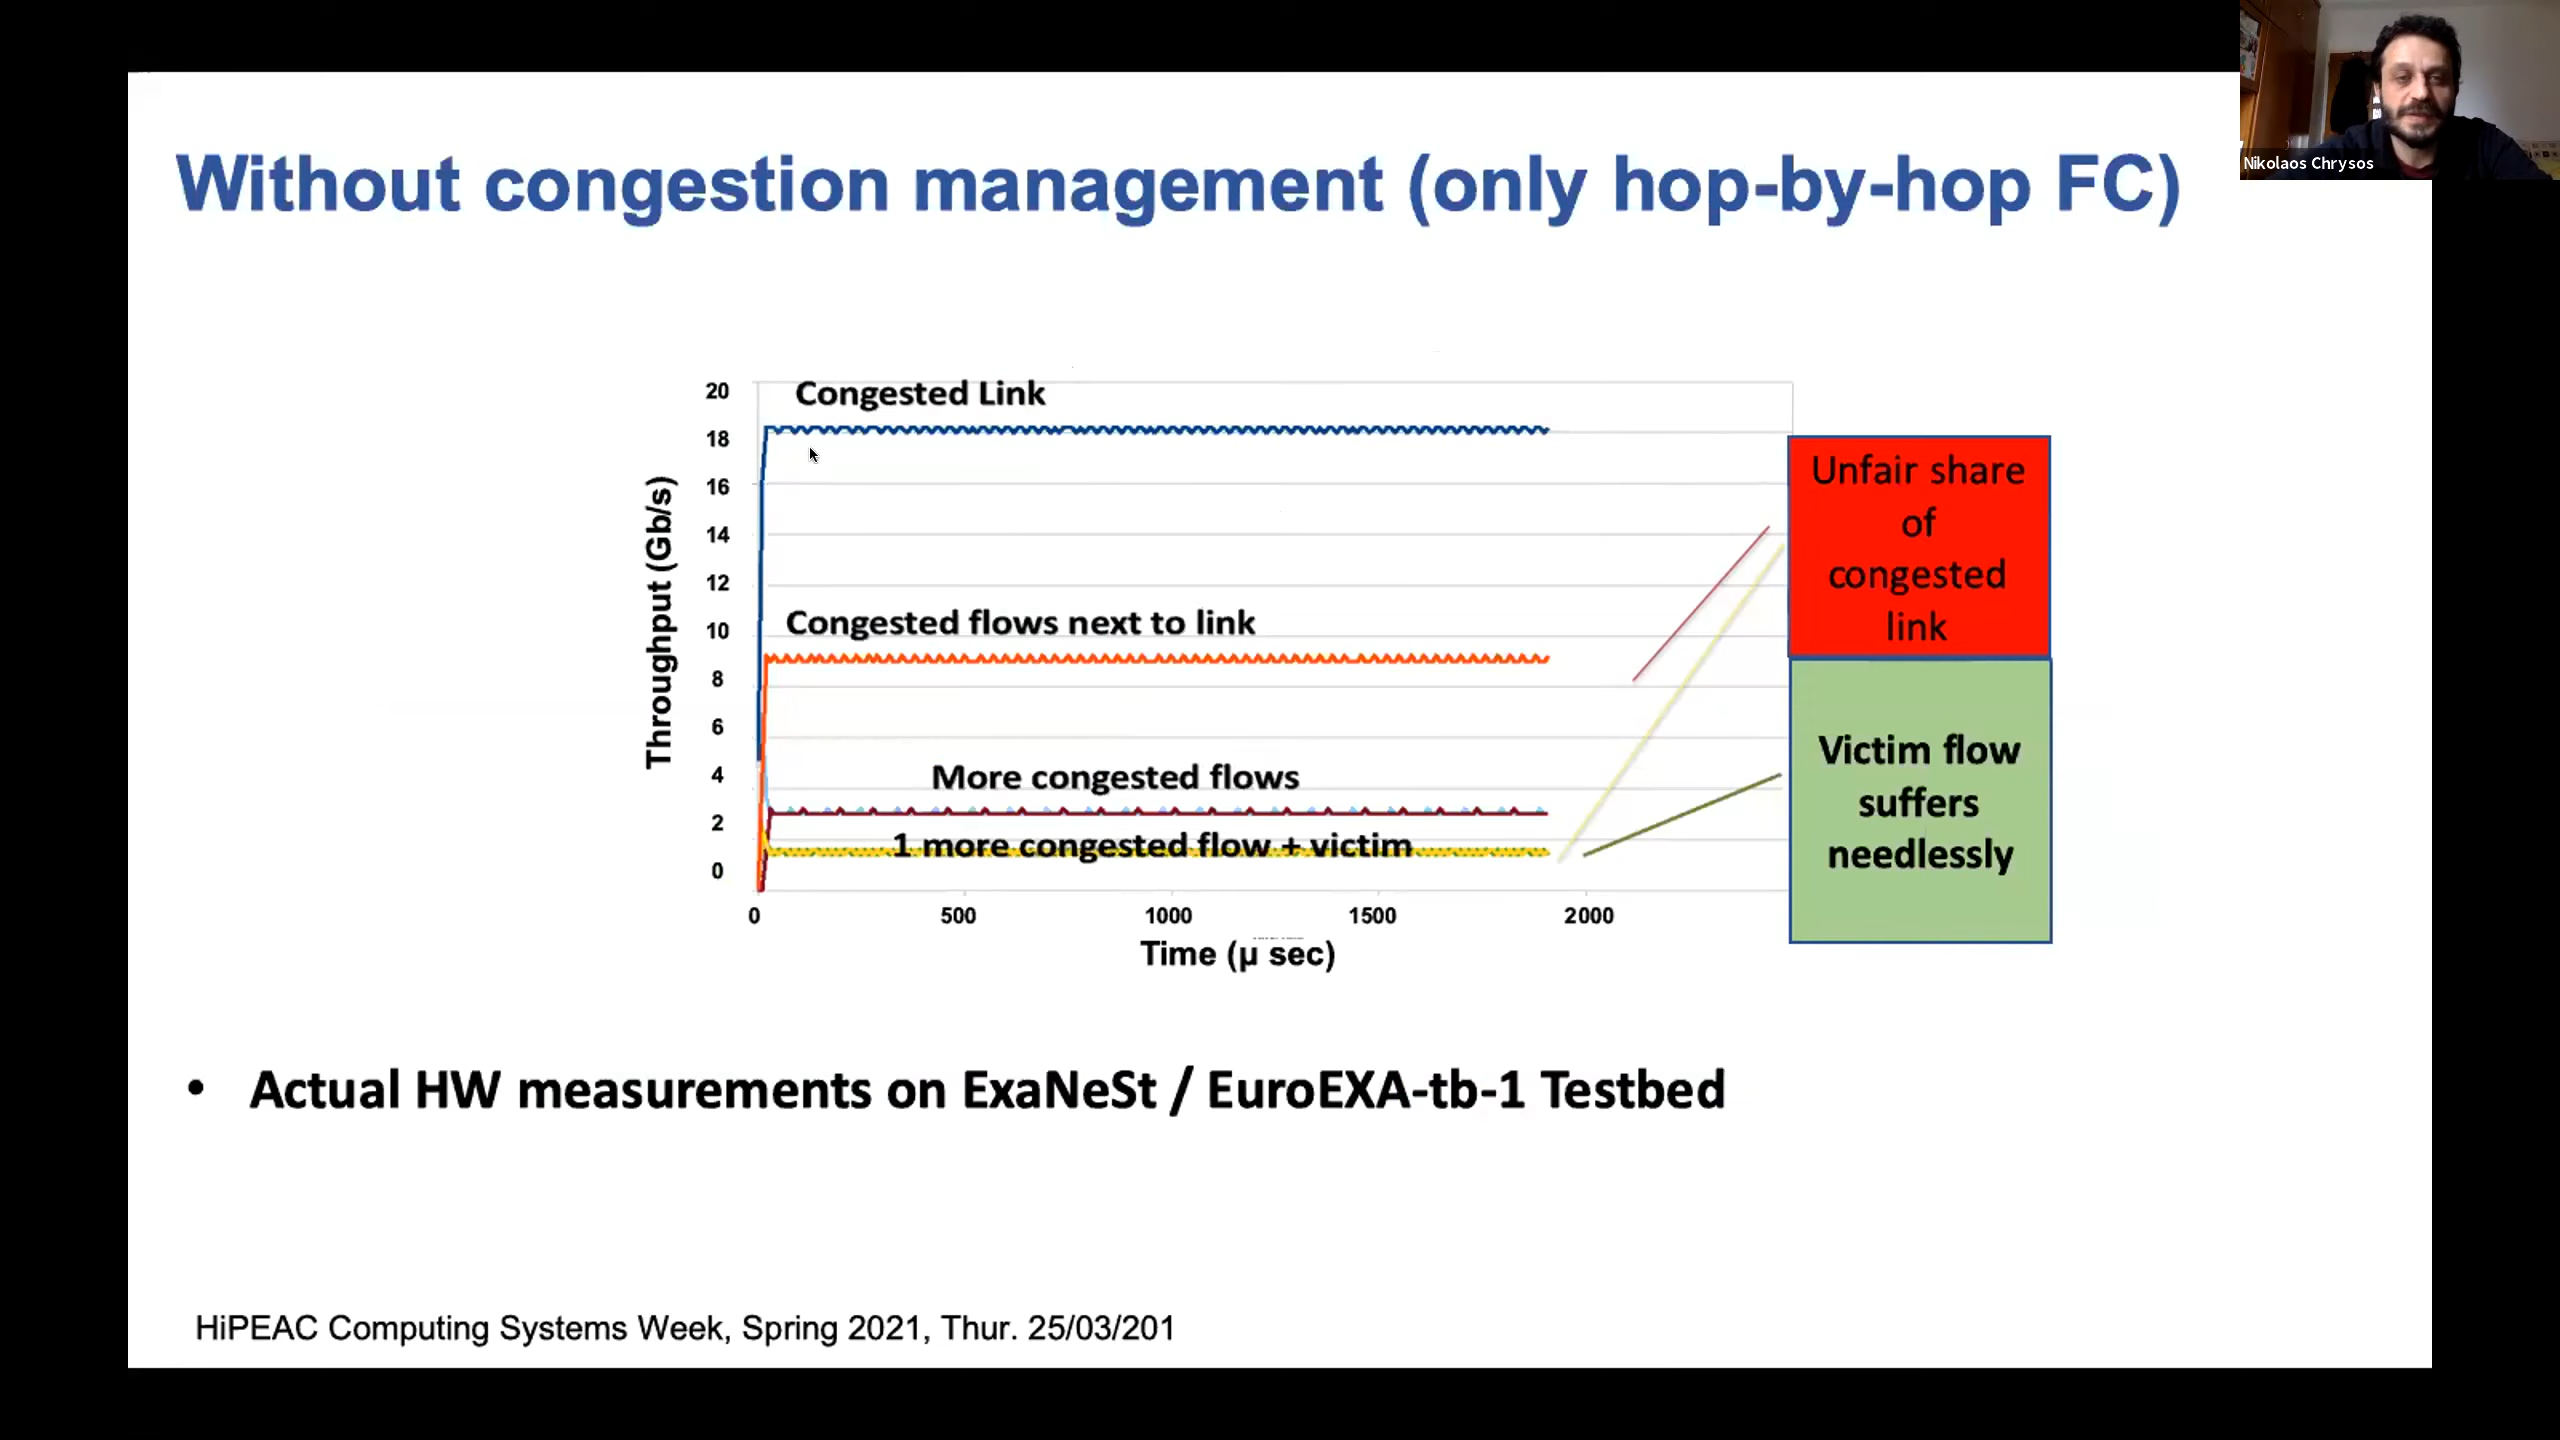 Nikolaos Chrysos
Without congestion management (only hop-by-hop FC)
20
18
16
14
12
10
8
6
4
2
0
Throughput (Gb/s)
Congested Link
Congested flows next to link
More congested flows
1 more congested flow + victim
0
500
1000
1500
2000
Time (µ sec)
Unfair share
of
congested
link
Victim flow
suffers
needlessly
• Actual HW measurements on ExaNeSt / EuroEXA-tb-1 Testbed
HiPEAC Computing Systems Week, Spring 2021, Thur. 25/03/201